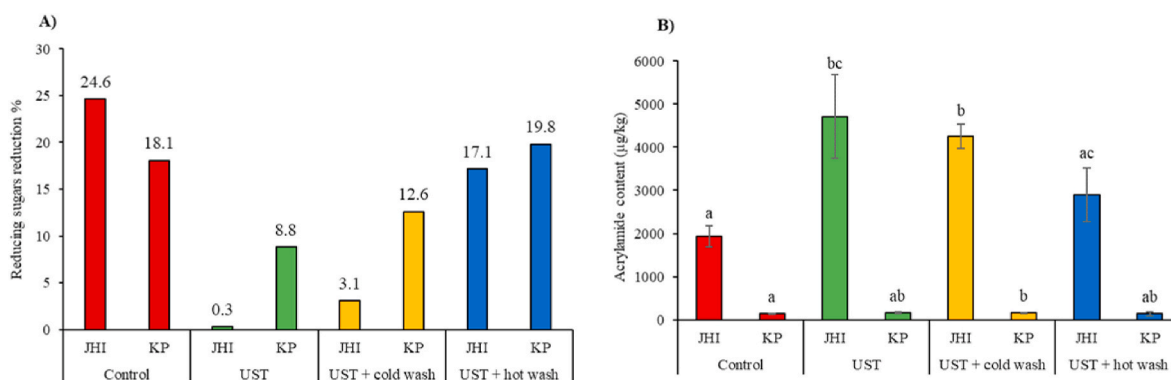 A)
Reducing sugars reduction %
30
25
20
15
10
5
0
24.6
18.1
0.3
8.8
3.1
12.6
17.1
19.8
JHI KP JHI KP JHI KP JHI KP
Control UST UST + cold wash UST + hot wash
B)
Acrylamide content (µg/kg)
6000
5000
4000
3000
2000
1000
0
a
a
bc
ab
b
b
ac
ab
JHI KP JHI KP JHI KP JHI KP
Control UST UST + cold wash UST + hot wash